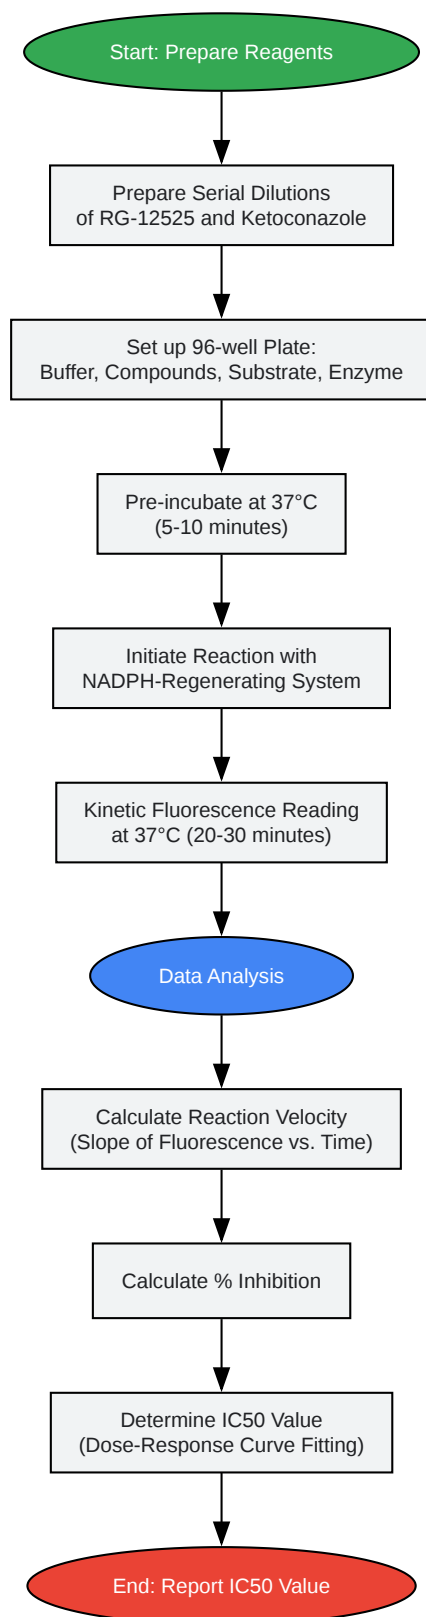 Start: Prepare Reagents
Prepare Serial Dilutions
of RG-12525 and Ketoconazole
Set up 96-well Plate:
Buffer, Compounds, Substrate, Enzyme
Pre-incubate at 37°C
(5-10 minutes)
Initiate Reaction with
NADPH-Regenerating System
Kinetic Fluorescence Reading
at 37°C (20-30 minutes)
Data Analysis
Calculate Reaction Velocity
(Slope of Fluorescence vs. Time)
Calculate % Inhibition
Determine IC50 Value
(Dose-Response Curve Fitting)
End: Report IC50 Value